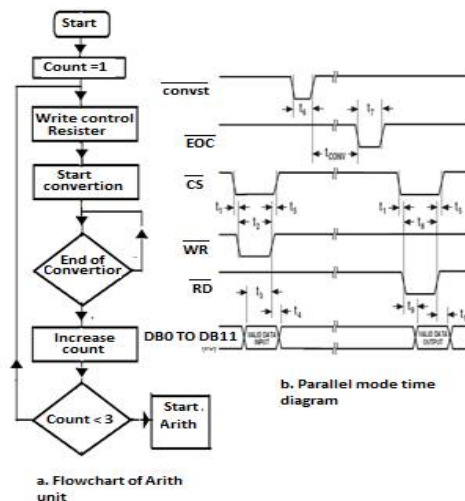 Start
Count =1
Write control
Resister
Start
convertion
End of
Convertior
Increase
count
Count < 3
Start
Arith
a. Flowchart of Arith
unit
convst
t6
t7
EOC
tCONV
CS
t1
t2
t5
t1
t8
t5
WR
RD
t3
t4
t9
DB0 TO DB11
VALID DATA
INPUT
VALID DATA
OUTPUT
b. Parallel mode time
diagram